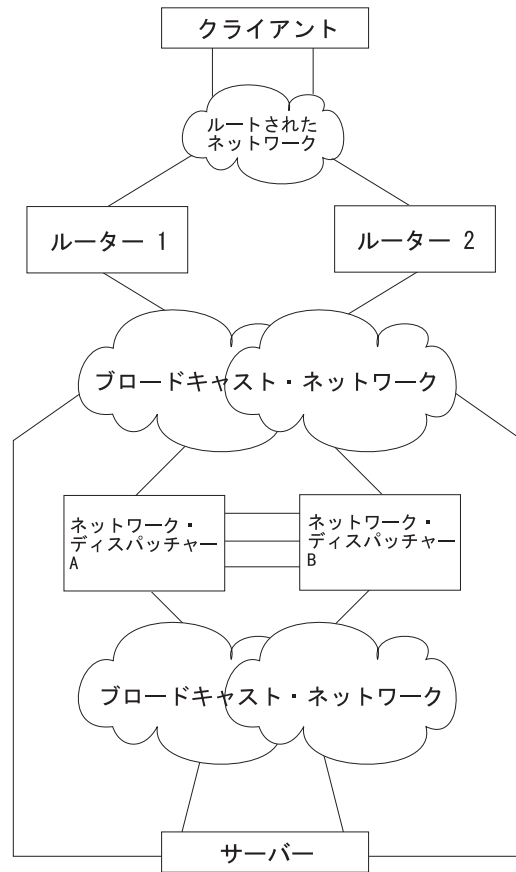 クライアント
ルートされた
ネットワーク
ルーター 1
ルーター 2
ブロードキャスト・ネットワーク
ネットワーク・
ディスパッチャー
A
ネットワーク・
ディスパッチャー
B
ブロードキャスト・ネットワーク
サーバー